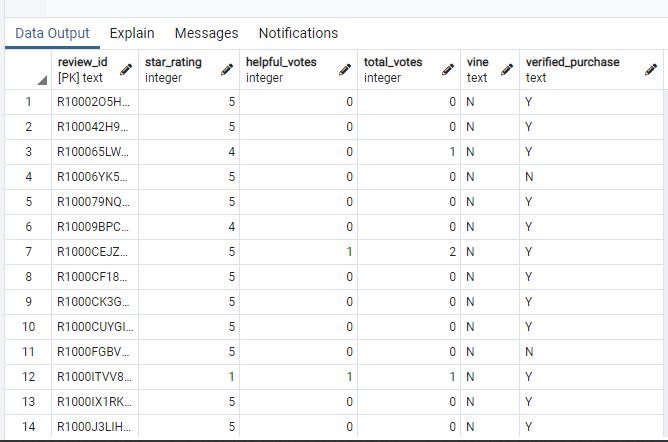 Data Output Explain Messages Notifications
review_id star_rating helpful_votes total_votes vine verified_purchase
[PK] text integer integer integer text text
1 R10002O5H... 5 0 0 N Y
2 R100042H9... 5 0 0 N Y
3 R100065LW... 4 0 1 N Y
4 R10006YK5... 5 0 0 N N
5 R100079NQ... 5 0 0 N Y
6 R10009BPC... 4 0 0 N Y
7 R1000CEJZ... 5 1 2 N Y
8 R1000CF18... 5 0 0 N Y
9 R1000CK3G... 5 0 0 N Y
10 R1000CUYGI... 5 0 0 N Y
11 R1000FGBV... 5 0 0 N N
12 R1000ITVV8... 1 1 1 N Y
13 R1000IX1RK... 5 0 0 N Y
14 R1000J3LIH... 5 0 0 N Y